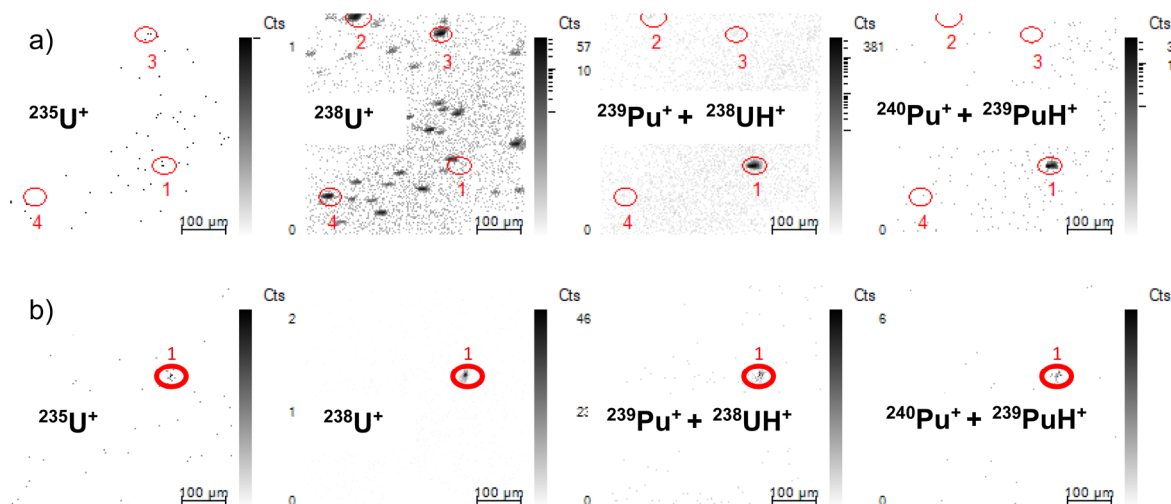 a)
Cts
1
0
3
1
4
²³⁵U⁺
100 µm
Cts
57
10
0
2
3
1
4
²³⁸U⁺
100 µm
Cts
381
0
2
3
1
4
²³⁹Pu⁺ + ²³⁸UH⁺
100 µm
Cts
2
3
1
4
²⁴⁰Pu⁺ + ²³⁹PuH⁺
100 µm
b)
Cts
2
1
0
1
²³⁵U⁺
100 µm
Cts
46
0
1
²³⁸U⁺
100 µm
Cts
6
0
1
²³⁹Pu⁺ + ²³⁸UH⁺
100 µm
Cts
1
²⁴⁰Pu⁺ + ²³⁹PuH⁺
100 µm